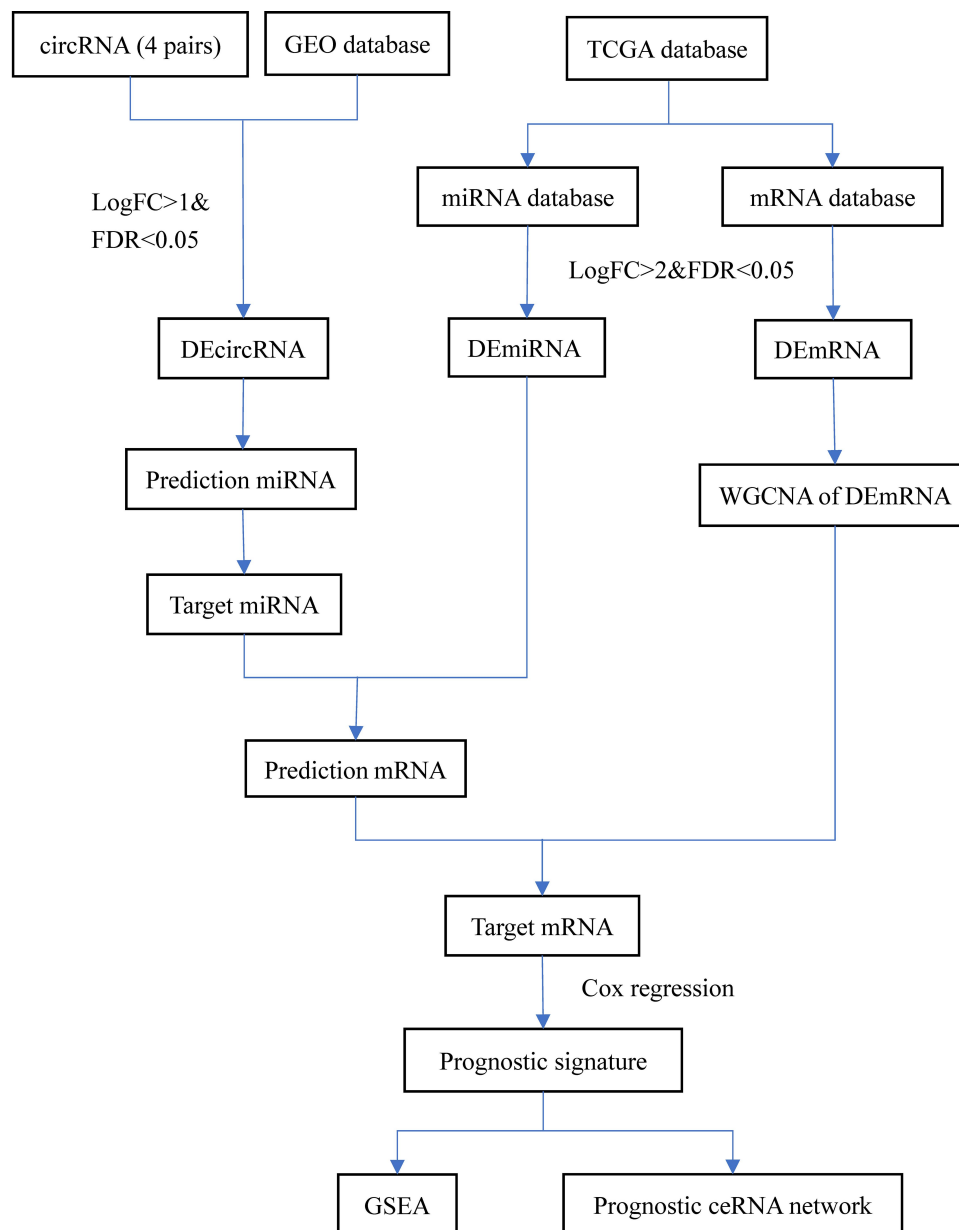 circRNA (4 pairs)
GEO database
TCGA database
miRNA database
mRNA database
LogFC>1&
FDR<0.05
LogFC>2&FDR<0.05
DEcircRNA
DEmiRNA
DEmRNA
Prediction miRNA
WGCNA of DEmRNA
Target miRNA
Prediction mRNA
Target mRNA
Cox regression
Prognostic signature
GSEA
Prognostic ceRNA network